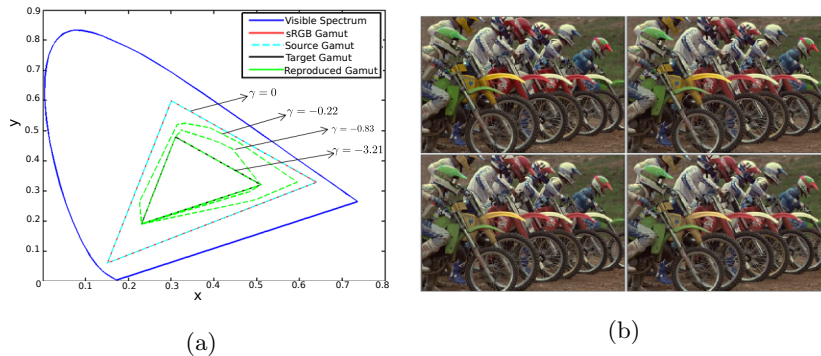 Visible Spectrum
sRGB Gamut
Source Gamut
Target Gamut
Reproduced Gamut
γ = 0
γ = −0.22
γ = −0.83
γ = −3.21
y
0.9
0.8
0.7
0.6
0.5
0.4
0.3
0.2
0.1
0
0.1
0.2
0.3
0.4
0.5
0.6
0.7
0.8
x
(a)
(b)